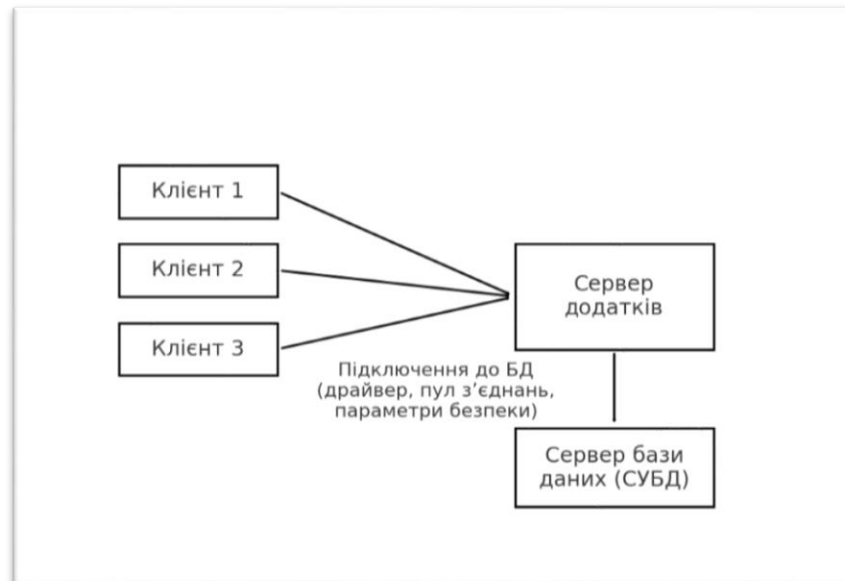 Клієнт 1
Клієнт 2
Клієнт 3
Сервер
додатків
Підключення до БД
(драйвер, пул з’єднань,
параметри безпеки)
Сервер бази
даних (СУБД)